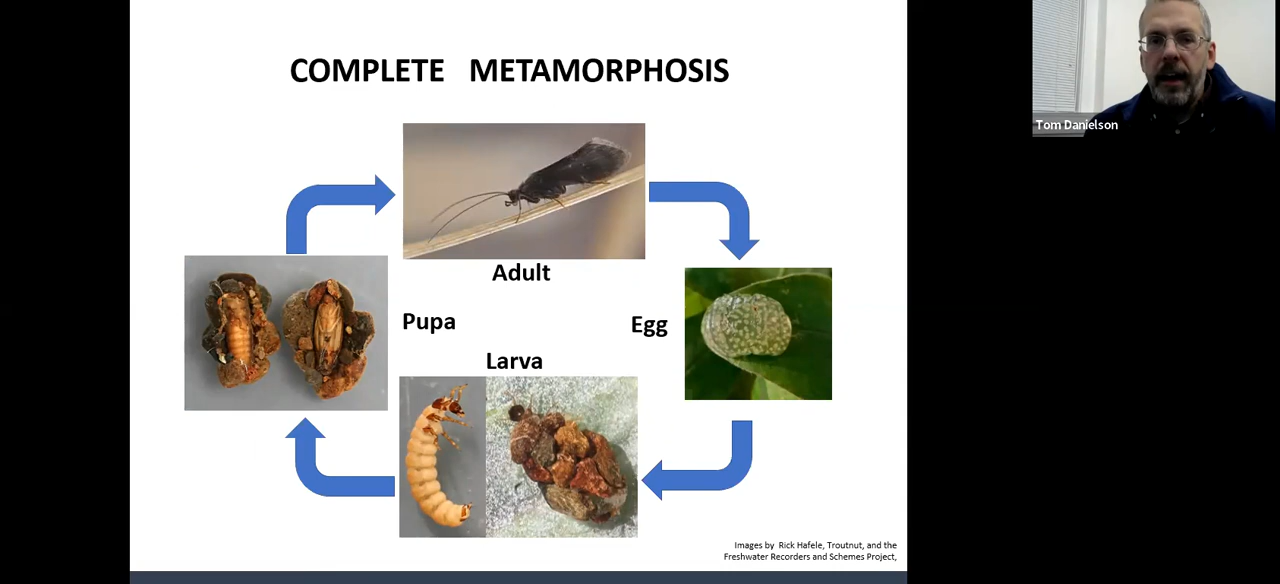 COMPLETE METAMORPHOSIS
Tom Danielson
Adult
Pupa
Egg
Larva
Images by Rick Hafele, Troutnut, and the
Freshwater Recorders and Schemes Project,